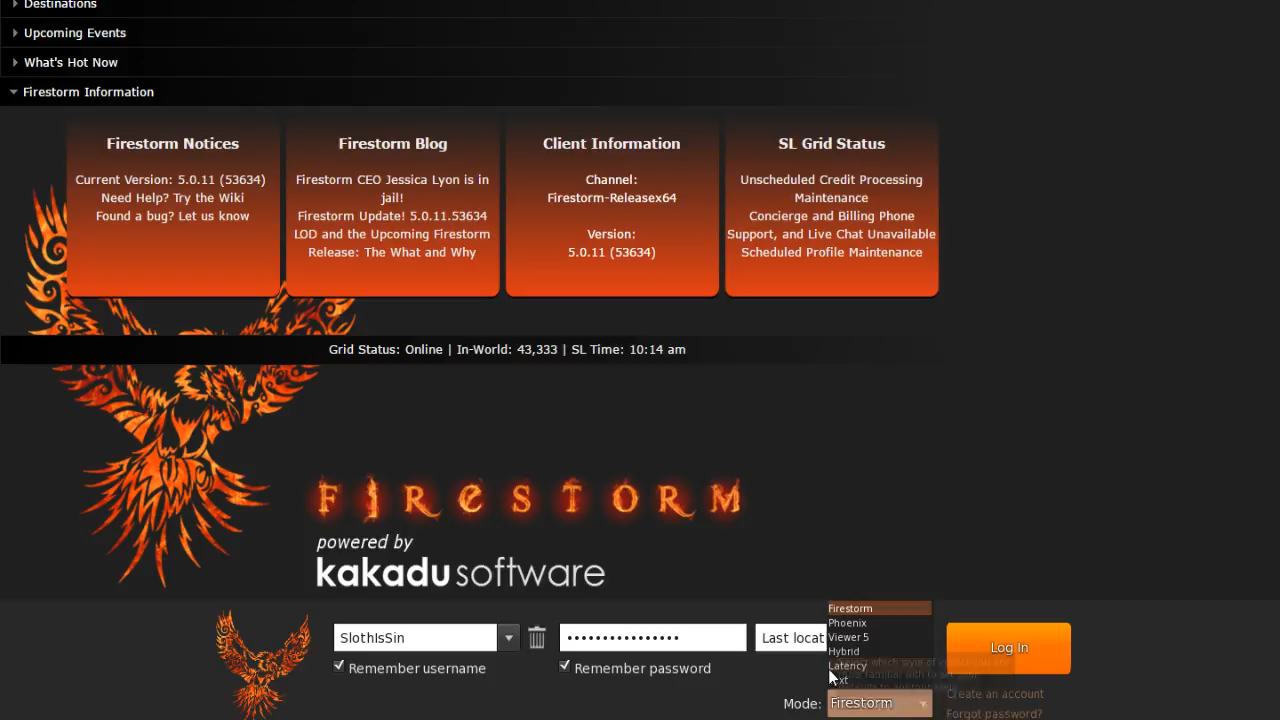 Destinations
Upcoming Events
What's Hot Now
Firestorm Information
Firestorm Notices
Current Version: 5.0.11 (53634)
Need Help? Try the Wiki
Found a bug? Let us know
Firestorm Blog
Firestorm CEO Jessica Lyon is in
jail!
Firestorm Update! 5.0.11.53634
LOD and the Upcoming Firestorm
Release: The What and Why
Client Information
Channel:
Firestorm-Releasex64
Version:
5.0.11 (53634)
SL Grid Status
Unscheduled Credit Processing
Maintenance
Concierge and Billing Phone
Support, and Live Chat Unavailable
Scheduled Profile Maintenance
Grid Status: Online | In-World: 43,333 | SL Time: 10:14 am
FIRESTORM
powered by
kakadusoftware
SlothIsSin
Remember username
Remember password
Last locat
Firestorm
Phoenix
Viewer 5
Hybrid
Latency
Mode: Firestorm
Log In
Create an account
Forgot password?